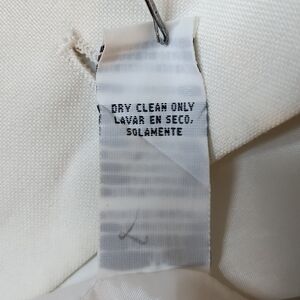 DRY CLEAN ONLY
LAVAR EN SECO,
SOLAMENTE